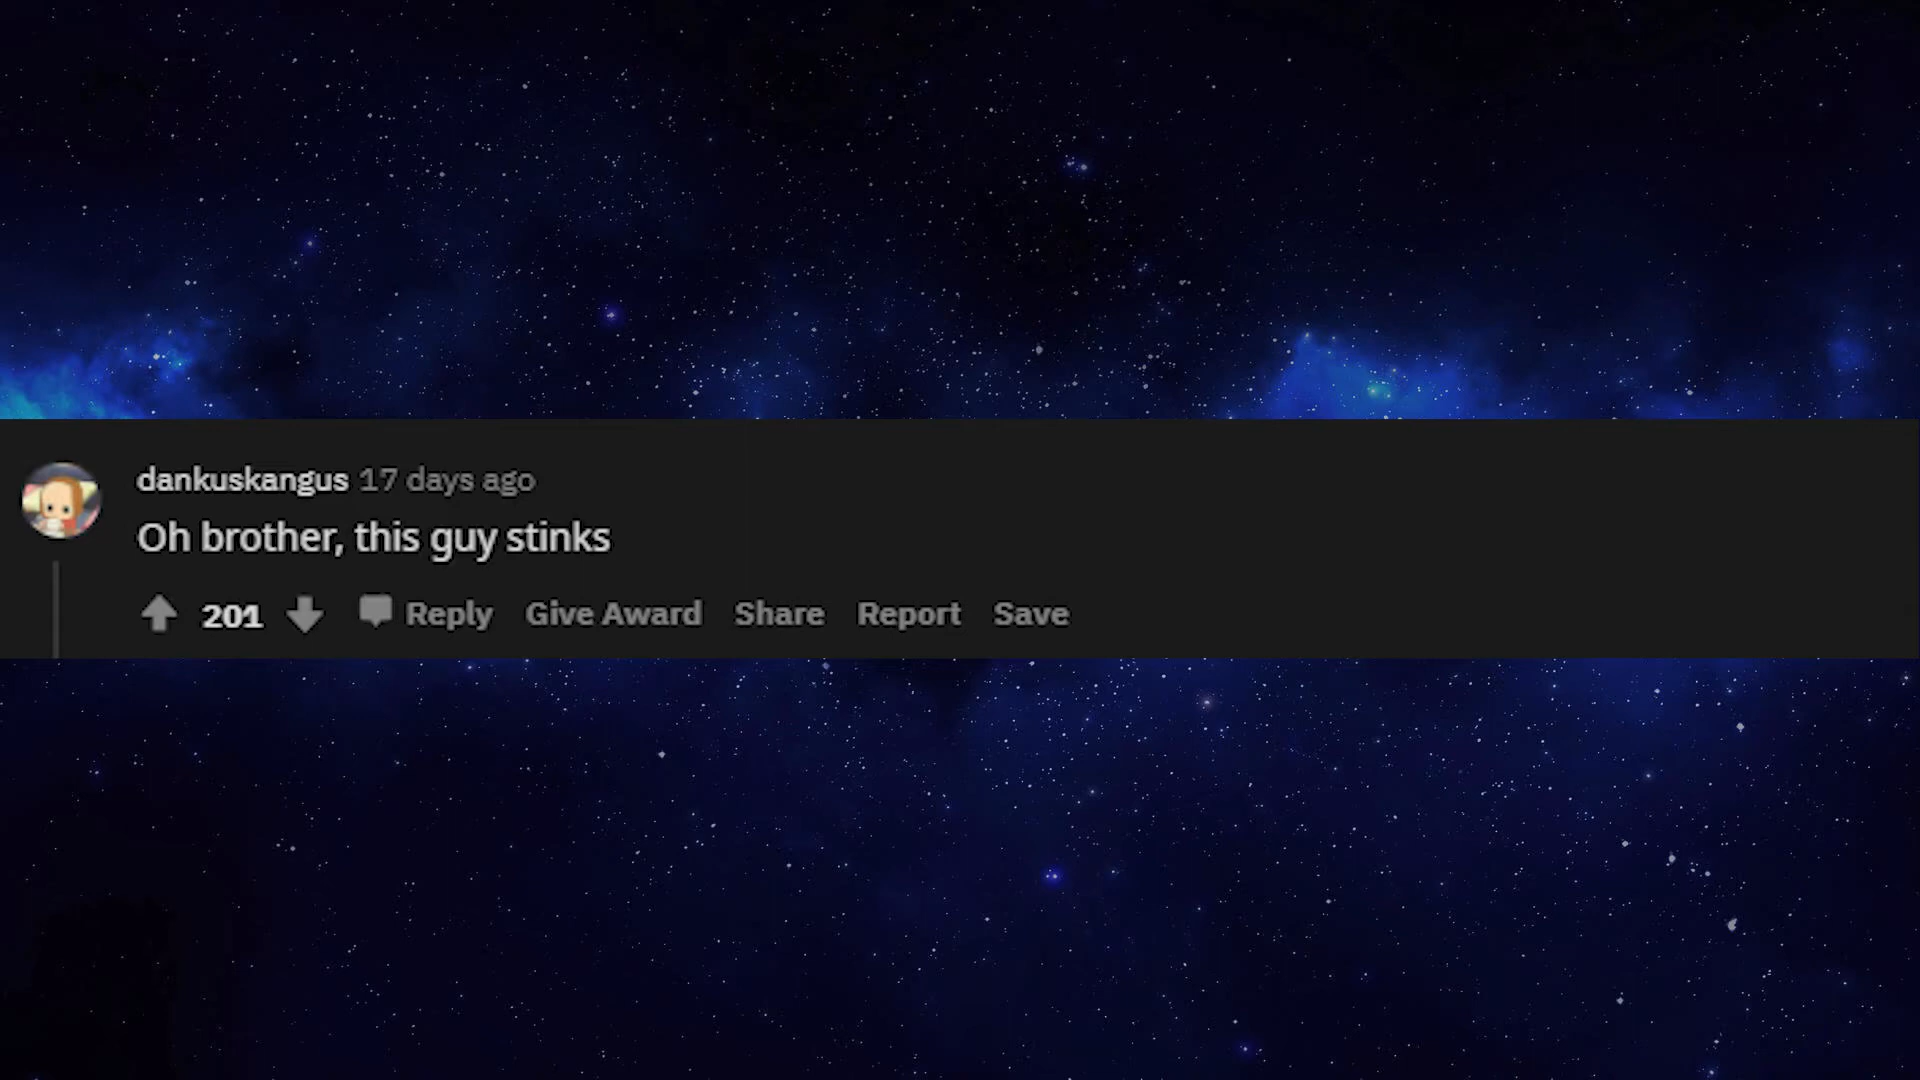 dankuskangus 17 days ago
Oh brother, this guy stinks
201 Reply Give Award Share Report Save